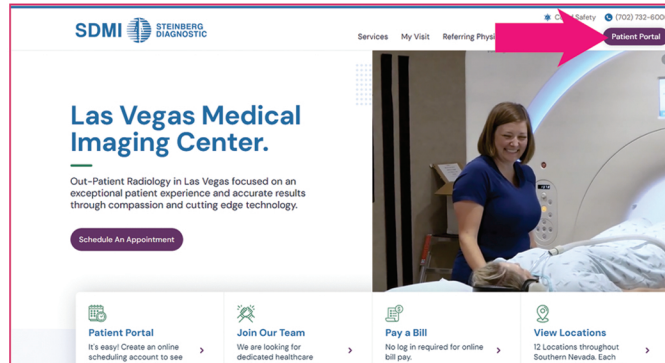 Safety (702) 732-600
SDMI STEINBERG
DIAGNOSTIC
Services My Visit Referring Physi
Patient Portal
Las Vegas Medical
Imaging Center.
Out-Patient Radiology in Las Vegas focused on an
exceptional patient experience and accurate results
through compassion and cutting edge technology.
Schedule An Appointment
Patient Portal
It's easy! Create an online
scheduling account to see
Join Our Team
We are looking for
dedicated healthcare
Pay a Bill
No log in required for online
bill pay.
View Locations
12 Locations throughout
Southern Nevada. Each